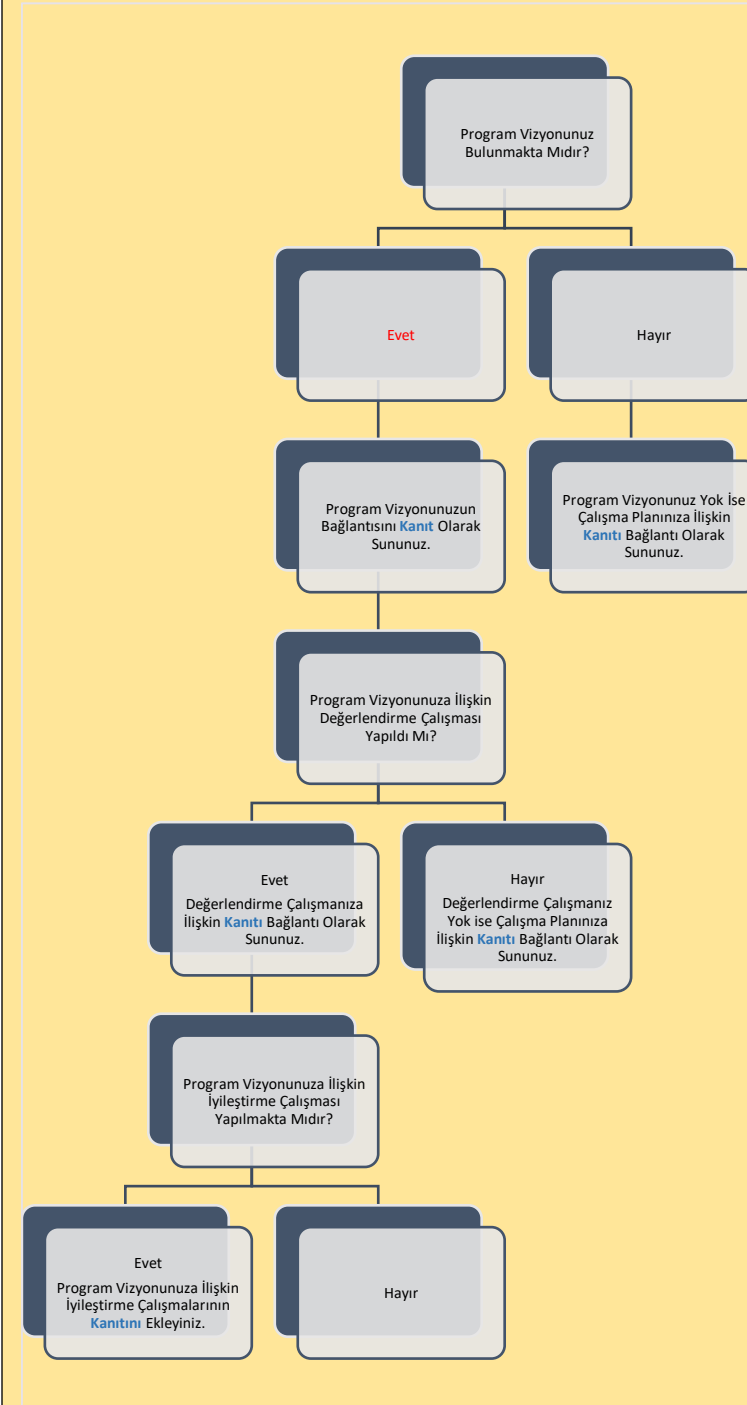 Program Vizyonunuz
Bulunmakta Mıdır?
Evet
Hayır
Program Vizyonunuzun
Bağlantısını Kanıt Olarak
Sununuz.
Program Vizyonunuz Yok İse
Çalışma Planınıza İlişkin
Kanıtı Bağlantı Olarak
Sununuz.
Program Vizyonunuza İlişkin
Değerlendirme Çalışması
Yapıldı Mı?
Evet
Değerlendirme Çalışmanıza
İlişkin Kanıtı Bağlantı Olarak
Sununuz.
Hayır
Değerlendirme Çalışmanız
Yok ise Çalışma Planınıza
İlişkin Kanıtı Bağlantı Olarak
Sununuz.
Program Vizyonunuza İlişkin
İyileştirme Çalışması
Yapılmakta Mıdır?
Evet
Program Vizyonunuza İlişkin
İyileştirme Çalışmalarının
Kanıtını Ekleyiniz.
Hayır